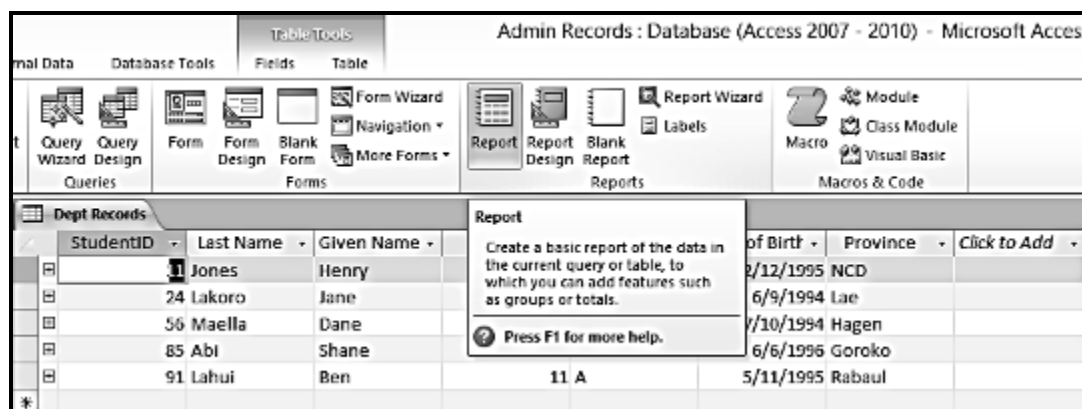 Table Tools
Admin Records : Database (Access 2007 - 2010) - Microsoft Acces
rnal Data Database Tools Fields Table
Query Wizard Query Design Form Form Design Blank Form Form Wizard Navigation More Forms Report Report Design Blank Report Report Wizard Labels Macro Module Class Module Visual Basic
Queries Forms Reports Macros & Code
Dept Records
StudentID Last Name Given Name of Birth Province Click to Add
11 Jones Henry 2/12/1995 NCD
24 Lakoro Jane 6/9/1994 Lae
56 Maella Dane 7/10/1994 Hagen
85 Abi Shane 6/6/1996 Goroko
91 Lahui Ben 11 A 5/11/1995 Rabaul
Report
Create a basic report of the data in
the current query or table, to
which you can add features such
as groups or totals.
Press F1 for more help.